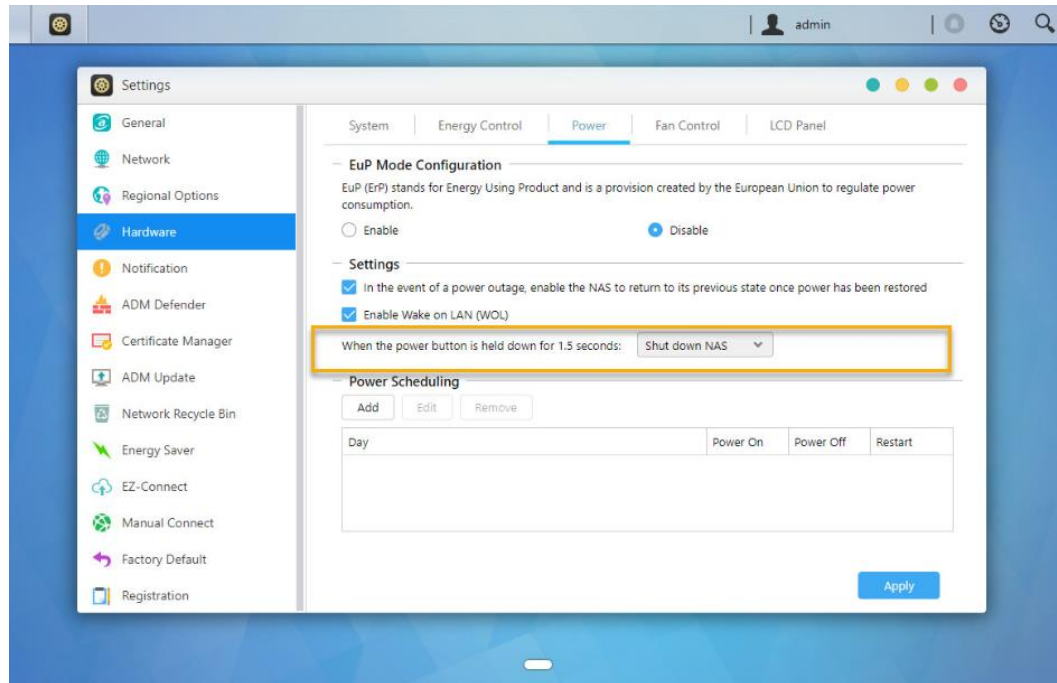 admin
Settings
General
Network
Regional Options
Hardware
Notification
ADM Defender
Certificate Manager
ADM Update
Network Recycle Bin
Energy Saver
EZ-Connect
Manual Connect
Factory Default
Registration
System Energy Control Power Fan Control LCD Panel
EuP Mode Configuration
EuP (ErP) stands for Energy Using Product and is a provision created by the European Union to regulate power
consumption.
Enable Disable
Settings
In the event of a power outage, enable the NAS to return to its previous state once power has been restored
Enable Wake on LAN (WOL)
When the power button is held down for 1.5 seconds: Shut down NAS
Power Scheduling
Add Edit Remove
Day Power On Power Off Restart
Apply